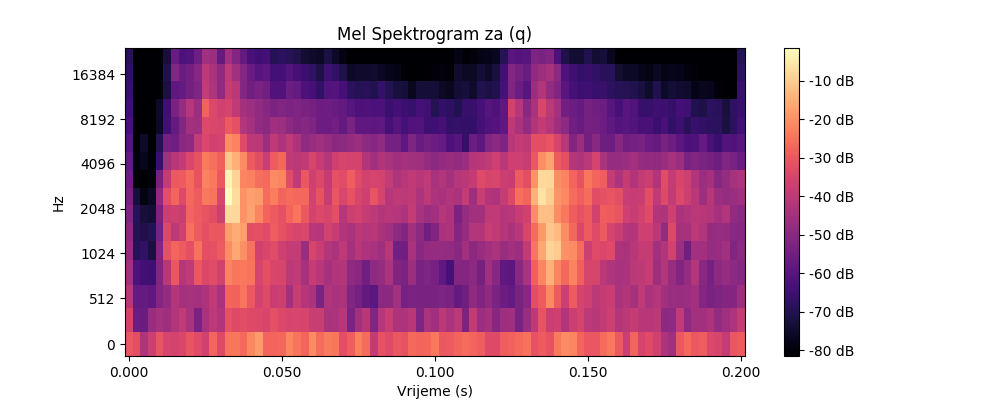 Mel Spektrogram za (q)
Hz
16384
8192
4096
2048
1024
512
0
0.000 0.050 0.100 0.150 0.200
Vrijeme (s)
-10 dB
-20 dB
-30 dB
-40 dB
-50 dB
-60 dB
-70 dB
-80 dB